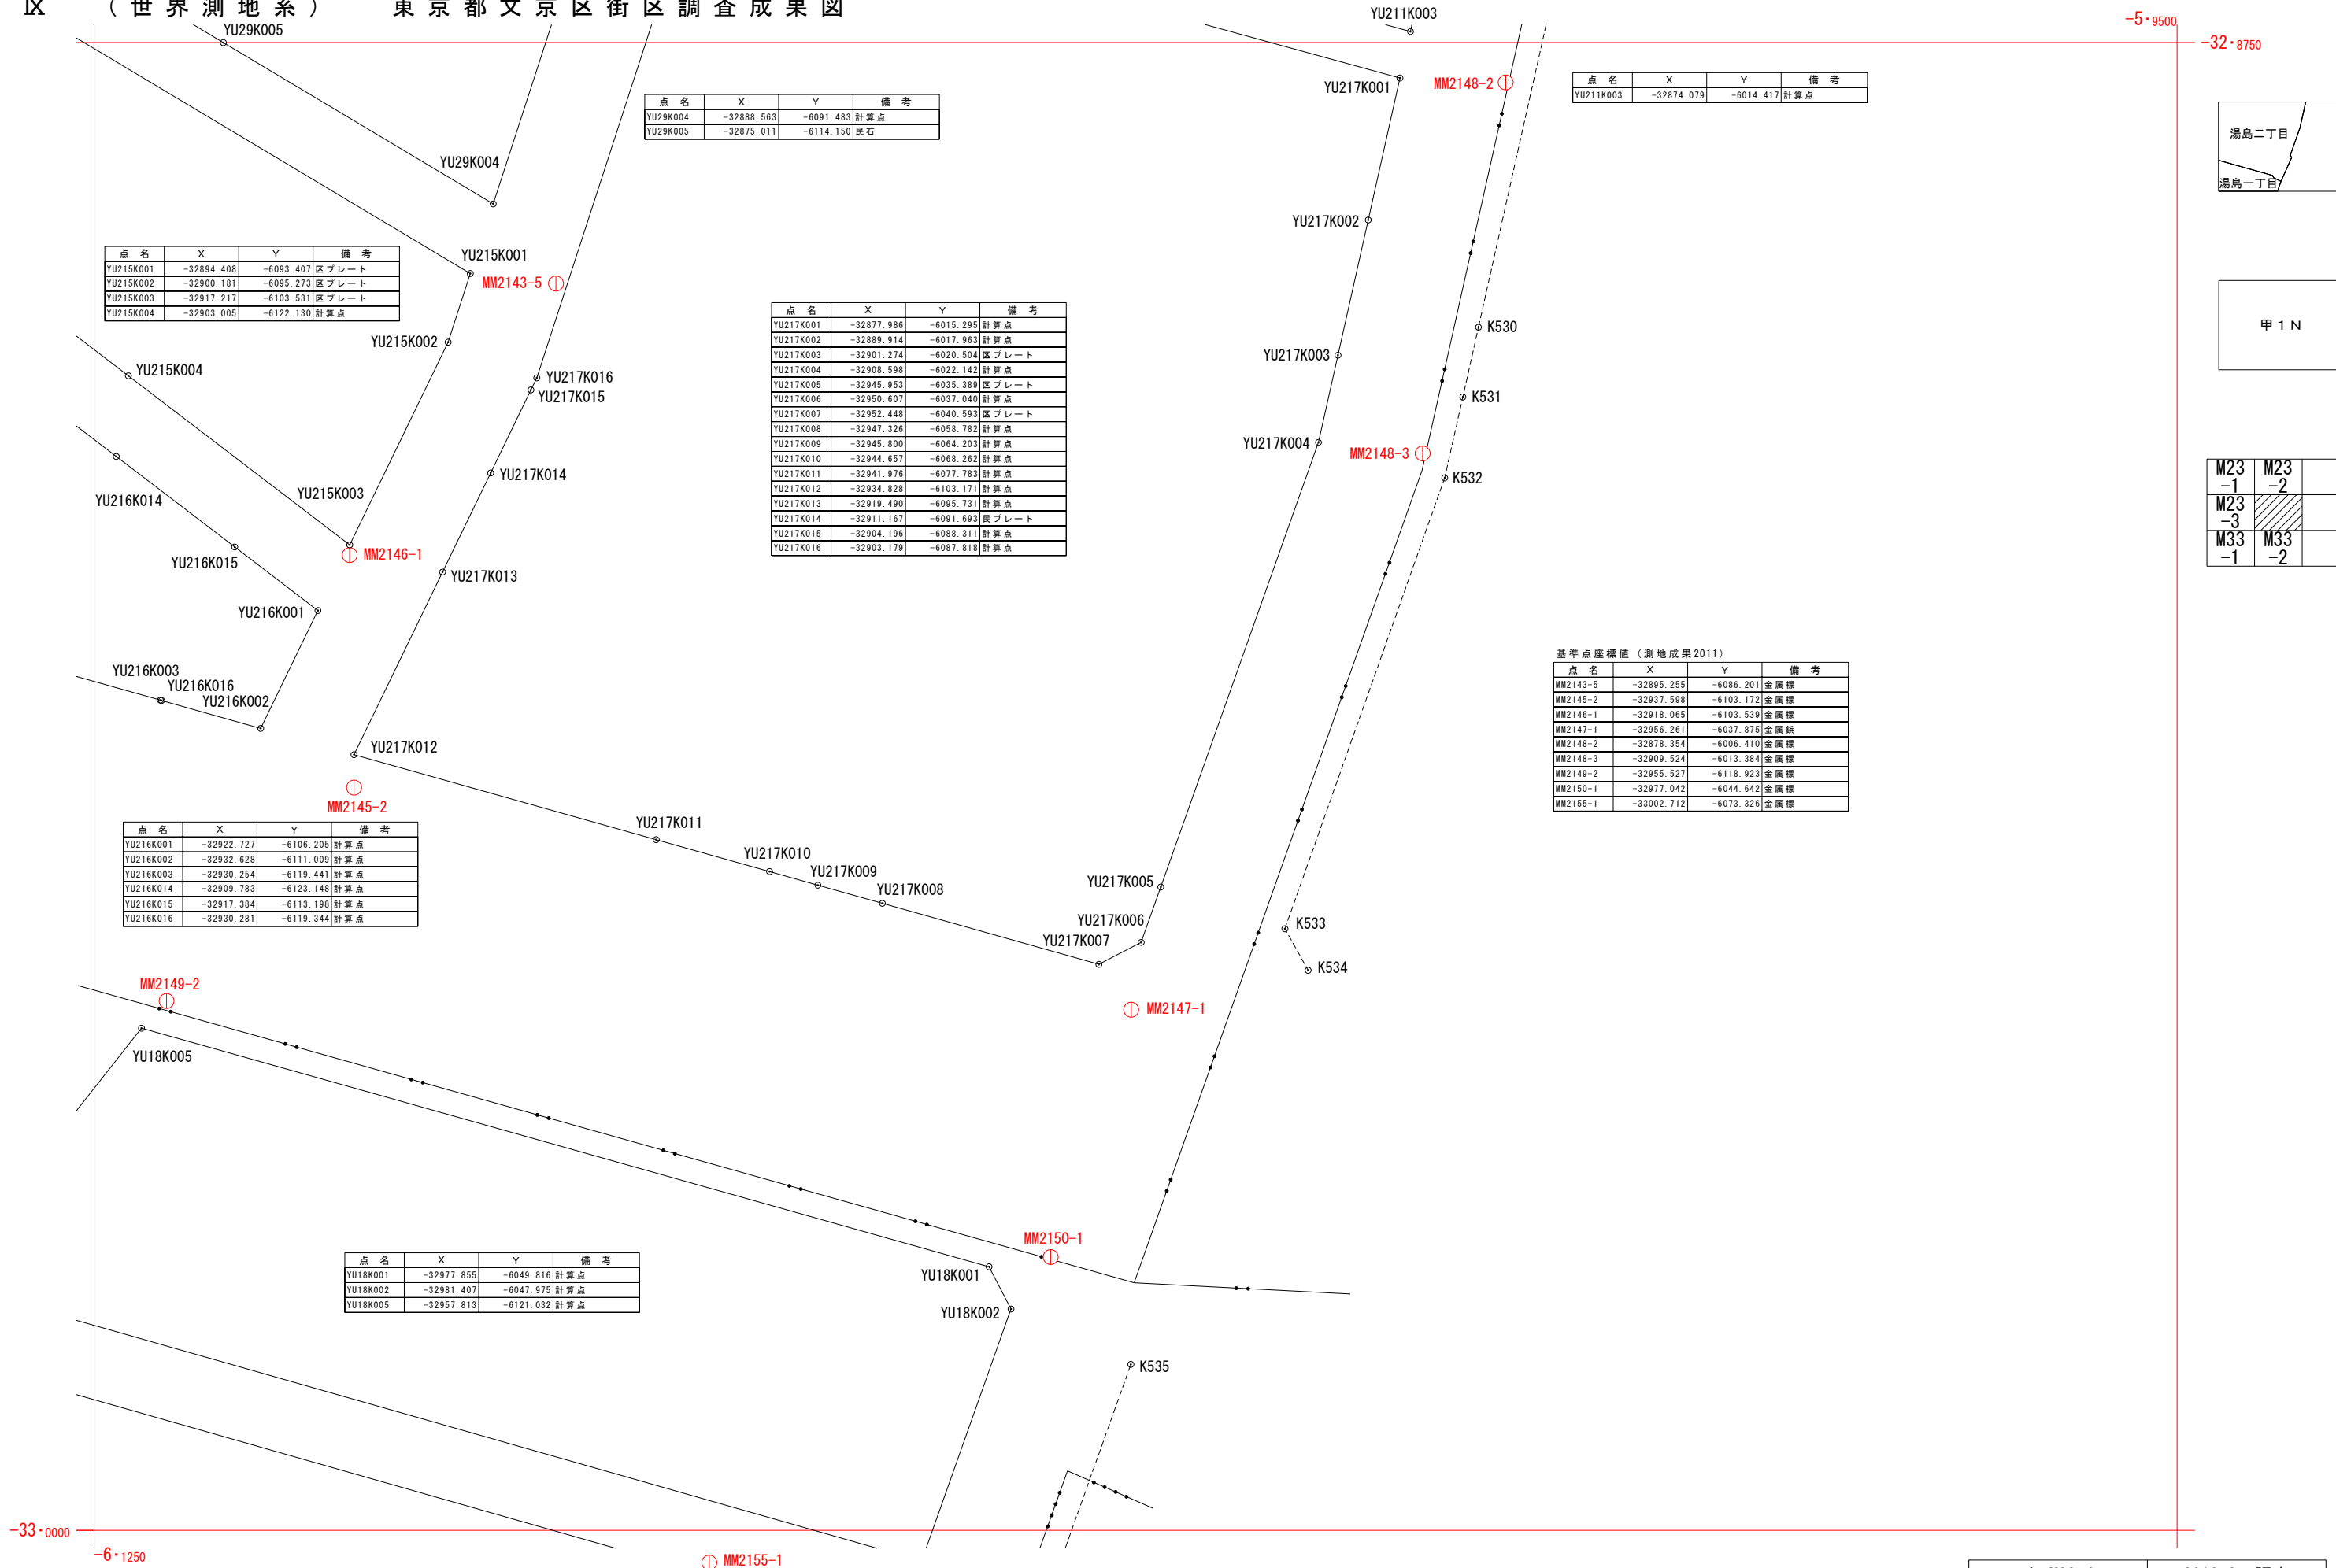 Ⅸ (世界測地系) 東京都文京区街区調査成果図
-5.9500
-32.8750
YU29K005
YU211K003
YU217K001
MM2148-2
点名 X Y 備考
YU211K003 -32874.079 -6014.417 計算点
点名 X Y 備考
YU29K004 -32888.563 -6091.483 計算点
YU29K005 -32875.011 -6114.150 民石
湯島二丁目
湯島一丁目
YU29K004
YU217K002
点名 X Y 備考
YU215K001 -32894.408 -6093.407 区プレート
YU215K002 -32900.181 -6095.273 区プレート
YU215K003 -32917.217 -6103.531 区プレート
YU215K004 -32903.005 -6122.130 計算点
YU215K001
MM2143-5
点名 X Y 備考
YU217K001 -32877.986 -6015.295 計算点
YU217K002 -32889.914 -6017.963 計算点
YU217K003 -32901.274 -6020.504 区プレート
YU217K004 -32908.598 -6022.142 計算点
YU217K005 -32945.953 -6035.389 区プレート
YU217K006 -32950.607 -6037.040 計算点
YU217K007 -32952.448 -6040.593 区プレート
YU217K008 -32947.326 -6058.782 計算点
YU217K009 -32945.800 -6064.203 計算点
YU217K010 -32944.657 -6068.262 計算点
YU217K011 -32941.976 -6077.783 計算点
YU217K012 -32934.828 -6103.171 計算点
YU217K013 -32919.490 -6095.731 計算点
YU217K014 -32911.167 -6091.693 民プレート
YU217K015 -32904.196 -6088.311 計算点
YU217K016 -32903.179 -6087.818 計算点
K530
甲1N
YU215K002
YU217K003
YU215K004
YU217K016
YU217K015
K531
YU217K004
MM2148-3
YU217K014
K532
YU215K003
YU216K014
M23-1 M23-2
M23-3
M33-1 M33-2
MM2146-1
YU216K015
YU217K013
YU216K001
基準点座標値(測地成果2011)
点名 X Y 備考
MM2143-5 -32895.255 -6086.201 金属標
MM2145-2 -32937.598 -6103.172 金属標
MM2146-1 -32918.065 -6103.539 金属標
MM2147-1 -32956.261 -6037.875 金属鋲
MM2148-2 -32878.354 -6006.410 金属標
MM2148-3 -32909.524 -6013.384 金属標
MM2149-2 -32955.527 -6118.923 金属標
MM2150-1 -32977.042 -6044.642 金属標
MM2155-1 -33002.712 -6073.326 金属標
YU216K003
YU216K016
YU216K002
YU217K012
MM2145-2
点名 X Y 備考
YU216K001 -32922.727 -6106.205 計算点
YU216K002 -32932.628 -6111.009 計算点
YU216K003 -32930.254 -6119.441 計算点
YU216K014 -32909.783 -6123.148 計算点
YU216K015 -32917.384 -6113.198 計算点
YU216K016 -32930.281 -6119.344 計算点
YU217K011
YU217K010
YU217K009
YU217K008
YU217K005
YU217K006
YU217K007
K533
K534
MM2149-2
MM2147-1
YU18K005
MM2150-1
YU18K001
YU18K002
点名 X Y 備考
YU18K001 -32977.855 -6049.816 計算点
YU18K002 -32981.407 -6047.975 計算点
YU18K005 -32957.813 -6121.032 計算点
K535
-33.0000
-6.1250
MM2155-1